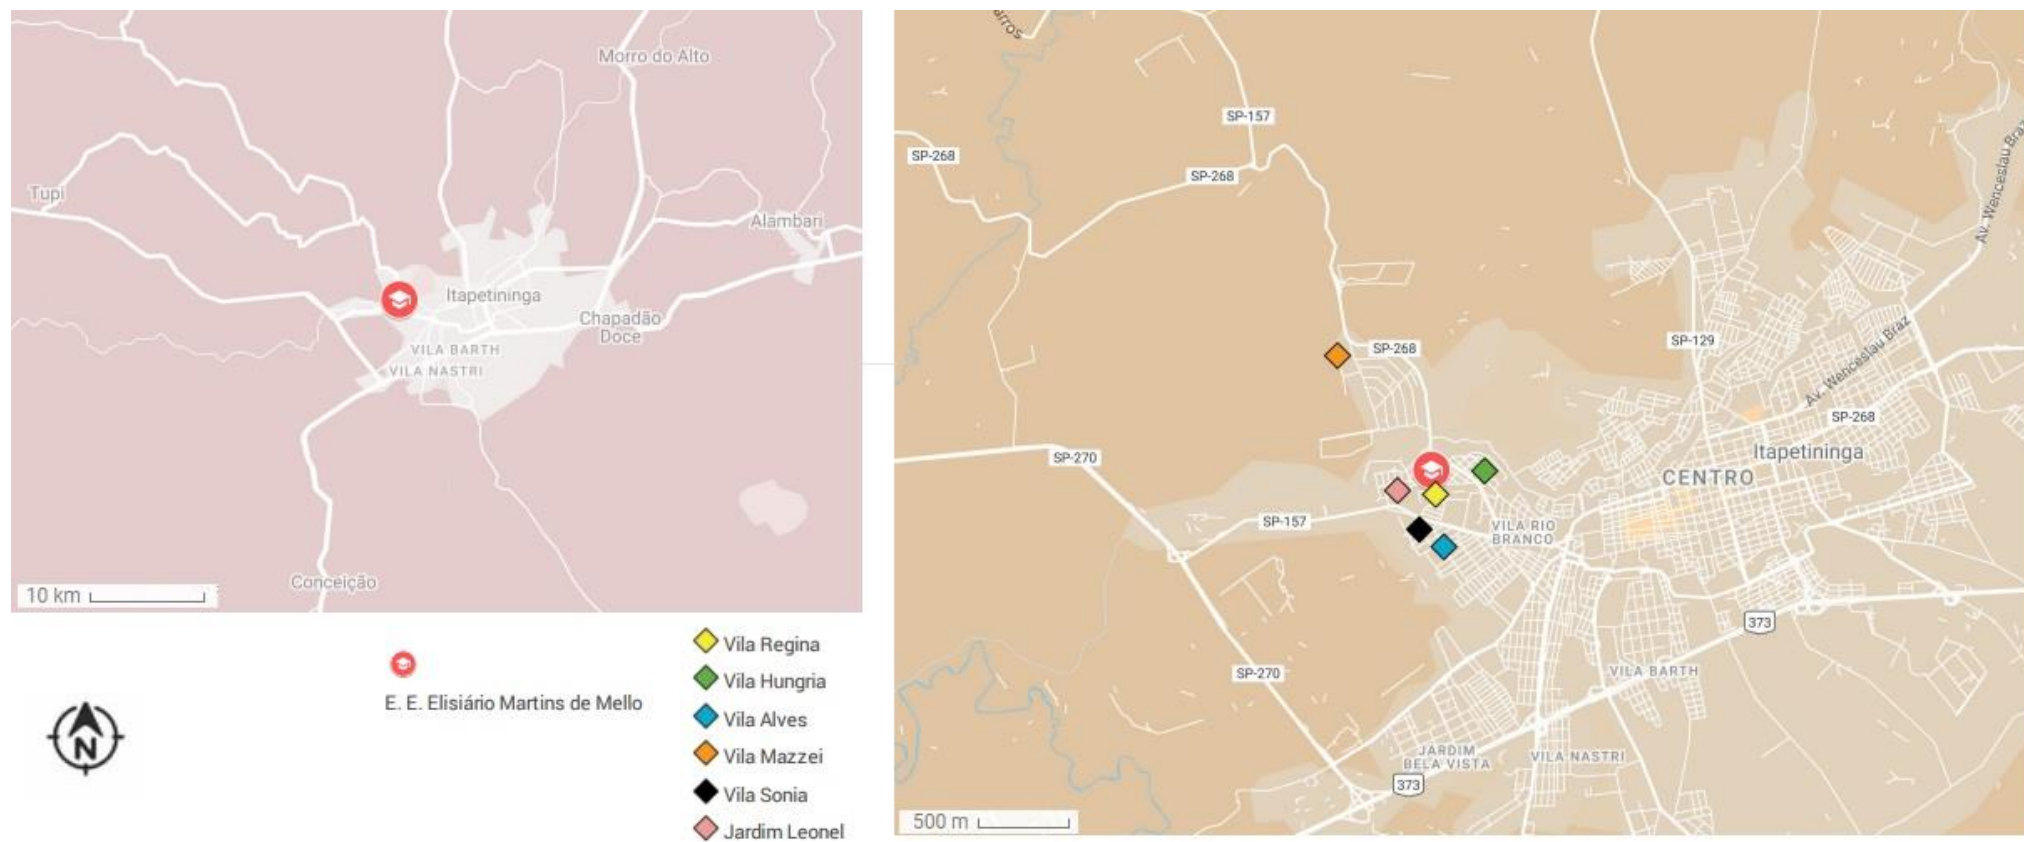 Morro do Alto
Tupi
Alambari
Itapetininga
Chapadão
Doce
VILA BARTH
VILA NASTRI
Conceição
10 km
E. E. Elisiário Martins de Mello
N
Vila Regina
Vila Hungria
Vila Alves
Vila Mazzei
Vila Sonia
Jardim Leonel
arros
SP-157
SP-268
SP-268
Av. Wenceslau Braz
SP-129
SP-268
Av. Wenceslau Braz
SP-268
Itapetininga
SP-270
CENTRO
SP-157
VILA RIO
BRANCO
373
SP-270
VILA BARTH
JARDIM
BELA VISTA
VILA NASTRI
373
500 m